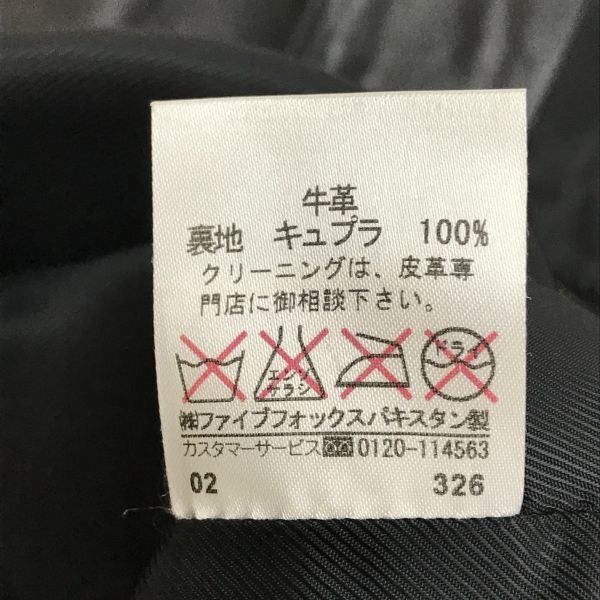 牛革
裏地 キュプラ 100%
クリーニングは、皮革専
門店に御相談下さい。
エンソ サラシ ドライ
㈱ファイブフォックスパキスタン製
カスタマーサービス 0120-114563
02 326